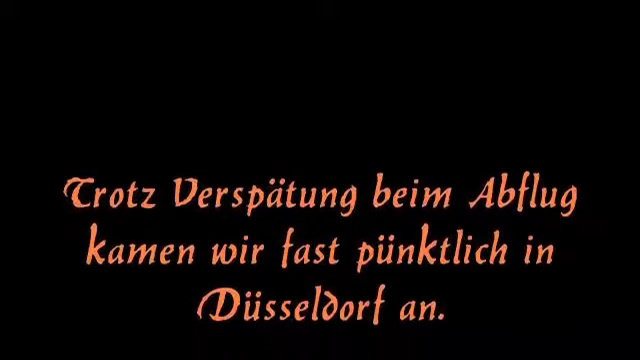 Trotz Verspätung beim Abflug
kamen wir fast pünktlich in
Düsseldorf an.